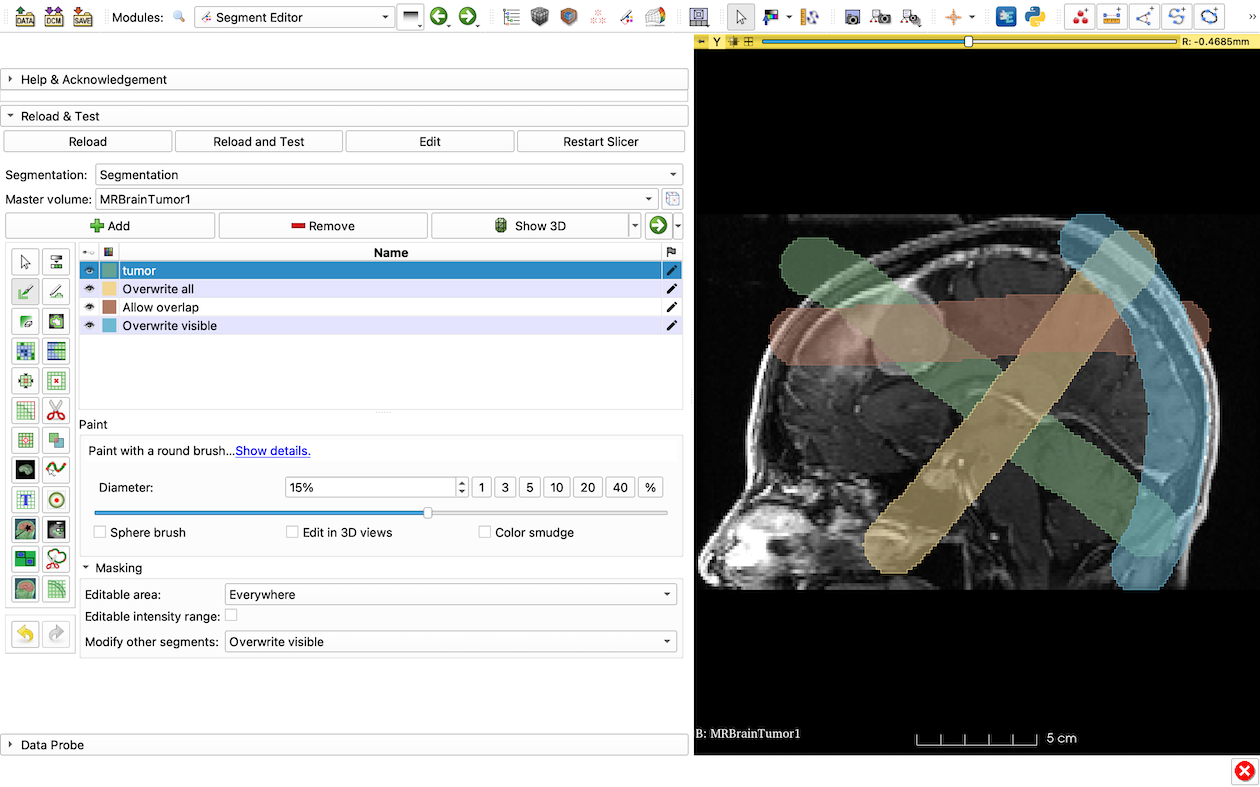 DATA DCM SAVE Modules: Segment Editor »
Y R: -0.4685mm
Help & Acknowledgement
Reload & Test
Reload Reload and Test Edit Restart Slicer
Segmentation: Segmentation
Master volume: MRBrainTumor1
Add Remove Show 3D
Name
tumor
Overwrite all
Allow overlap
Overwrite visible
Paint
Paint with a round brush...Show details.
Diameter: 15% 1 3 5 10 20 40 %
Sphere brush Edit in 3D views Color smudge
Masking
Editable area: Everywhere
Editable intensity range:
Modify other segments: Overwrite visible
B: MRBrainTumor1
5 cm
Data Probe